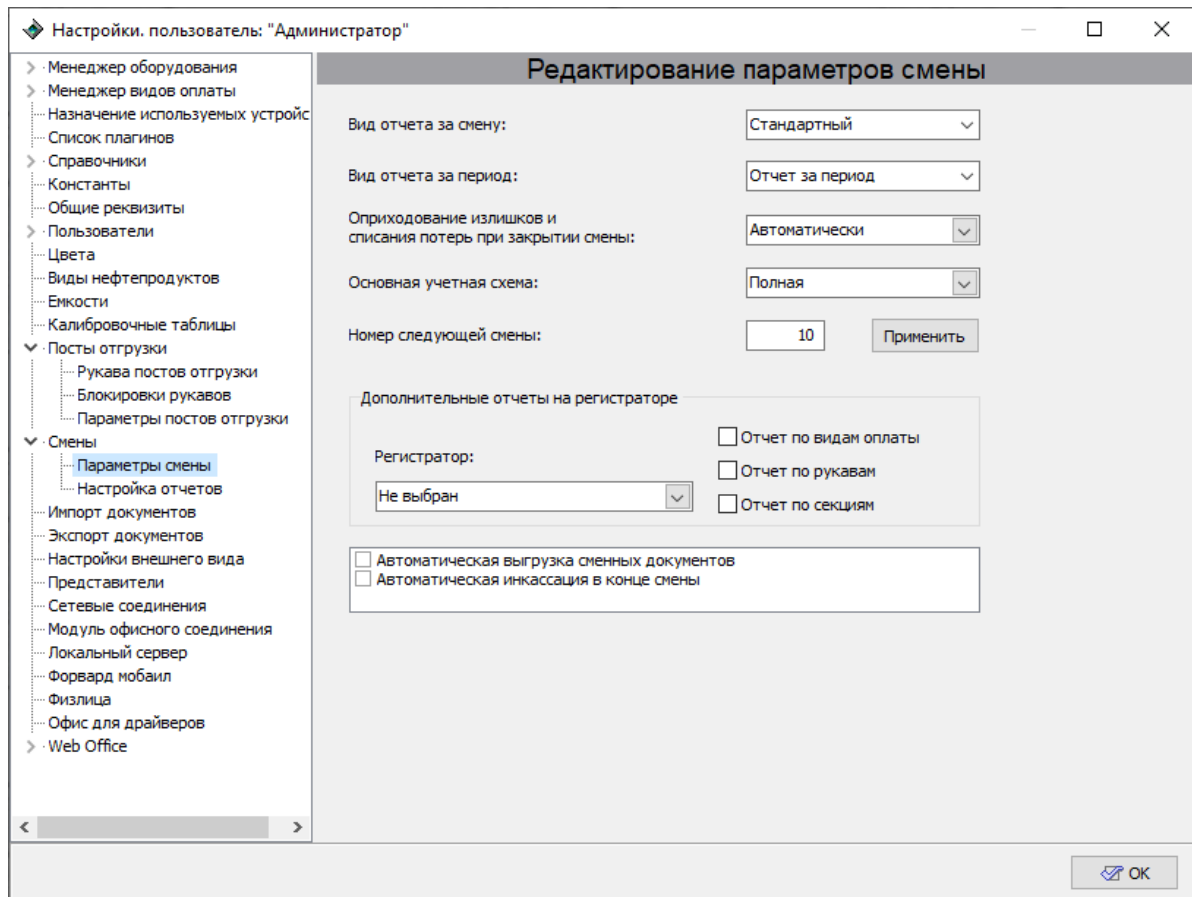 Настройки. пользователь: "Администратор"
Менеджер оборудования
Менеджер видов оплаты
Назначение используемых устройс
Список плагинов
Справочники
Константы
Общие реквизиты
Пользователи
Цвета
Виды нефтепродуктов
Емкости
Калибровочные таблицы
Посты отгрузки
Рукава постов отгрузки
Блокировки рукавов
Параметры постов отгрузки
Смены
Параметры смены
Настройка отчетов
Импорт документов
Экспорт документов
Настройки внешнего вида
Представители
Сетевые соединения
Модуль офисного соединения
Локальный сервер
Форвард мобаил
Физлица
Офис для драйверов
Web Office
Редактирование параметров смены
Вид отчета за смену: Стандартный
Вид отчета за период: Отчет за период
Оприходование излишков и
списания потерь при закрытии смены: Автоматически
Основная учетная схема: Полная
Номер следующей смены: 10 Применить
Дополнительные отчеты на регистраторе
Регистратор:
Не выбран
Отчет по видам оплаты
Отчет по рукавам
Отчет по секциям
Автоматическая выгрузка сменных документов
Автоматическая инкассация в конце смены
OK